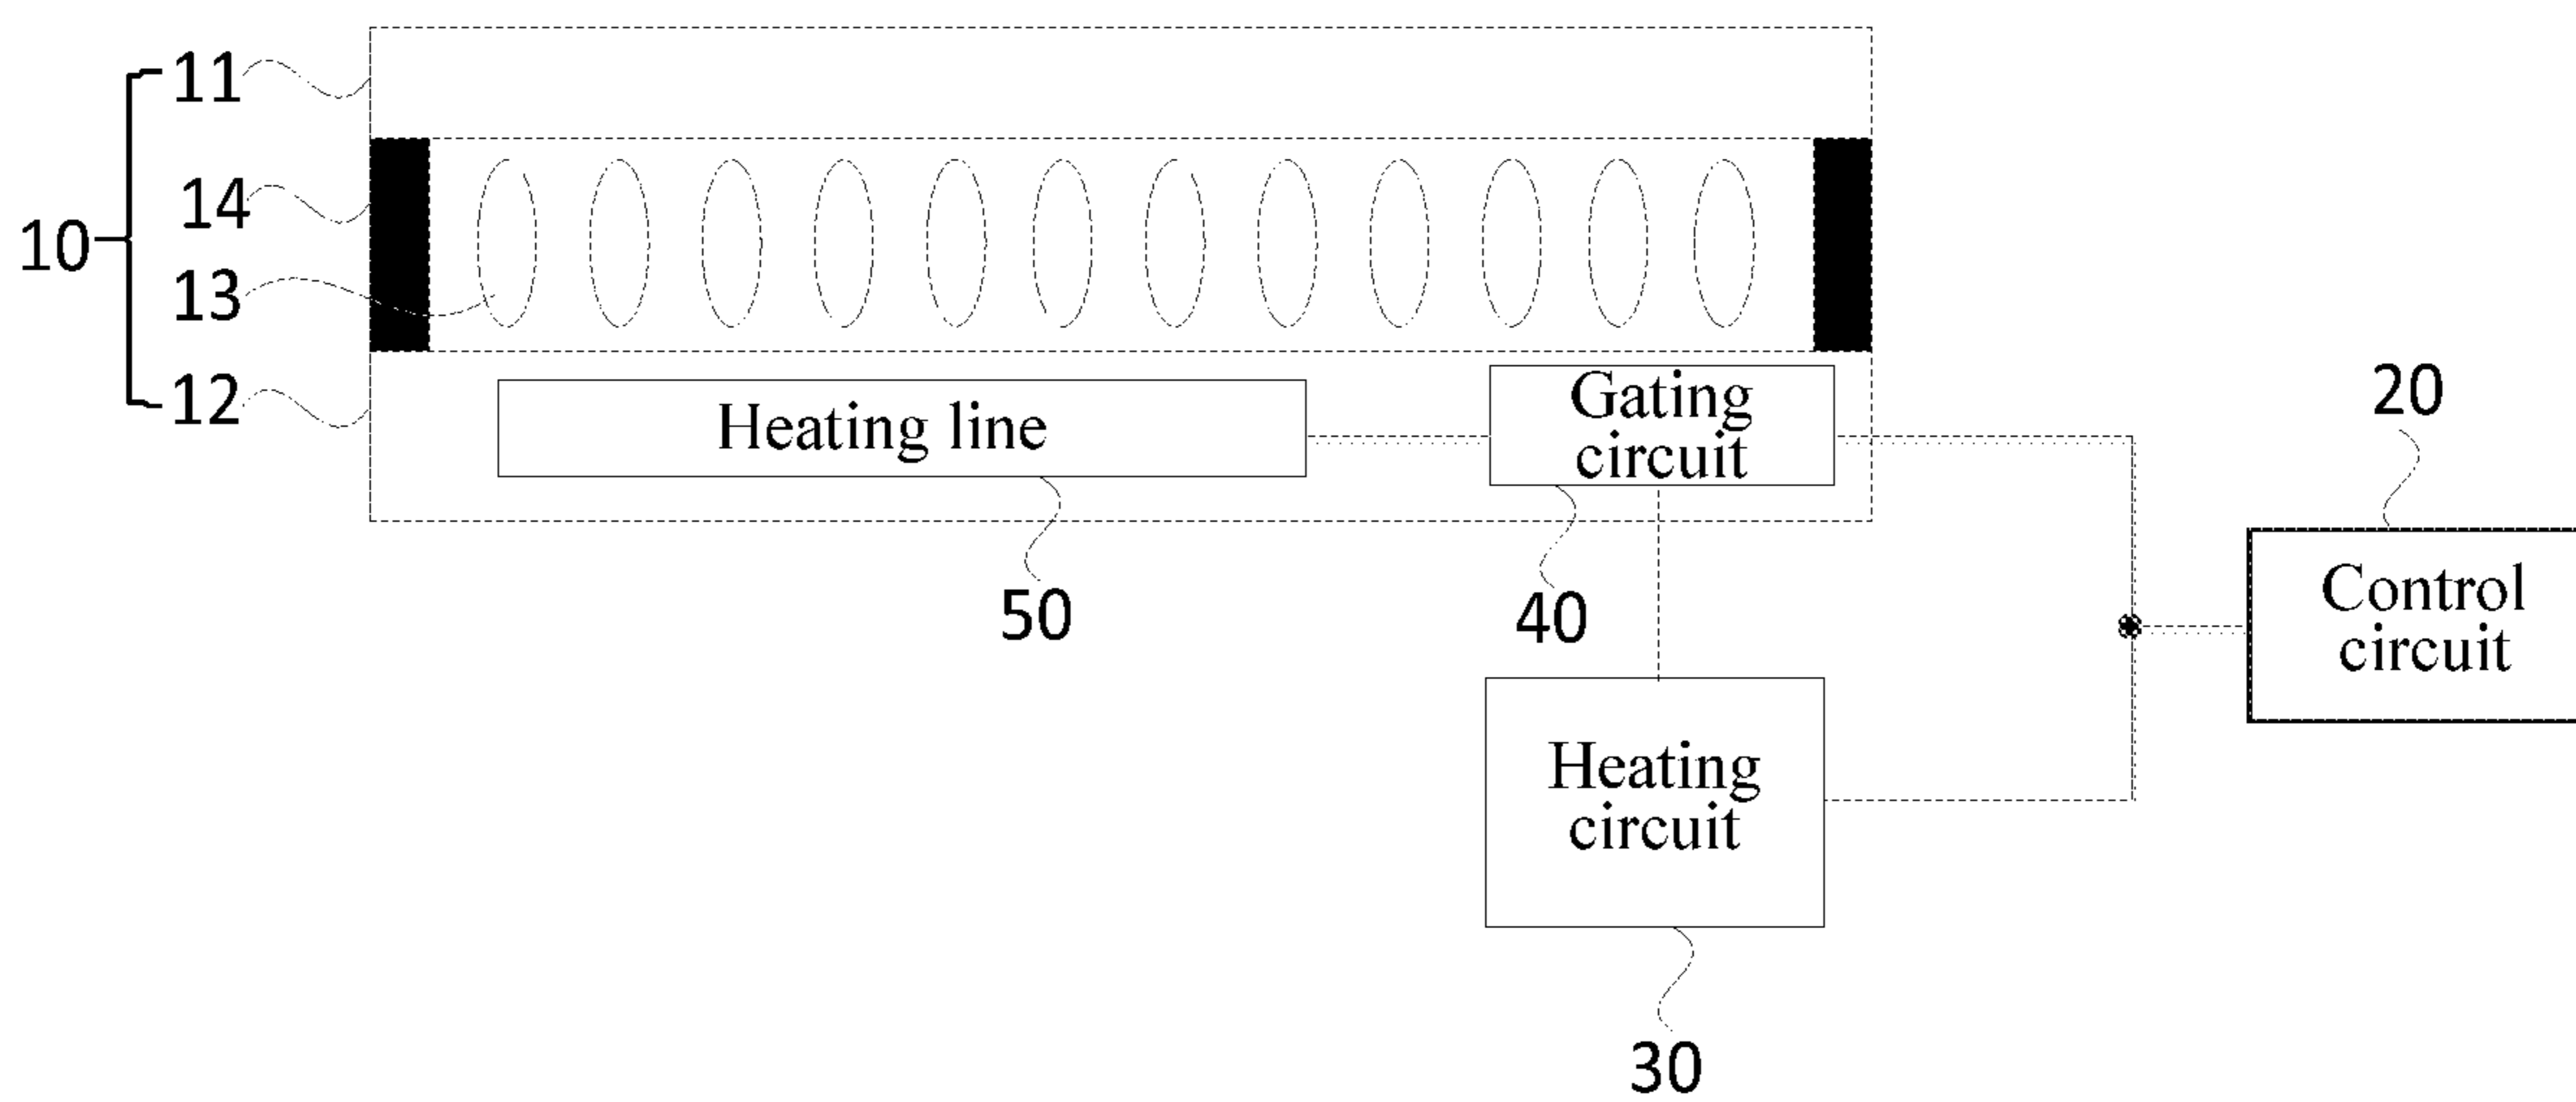 11
14
10
13
12
Heating line
Gating
circuit
20
50
40
Control
circuit
Heating
circuit
30